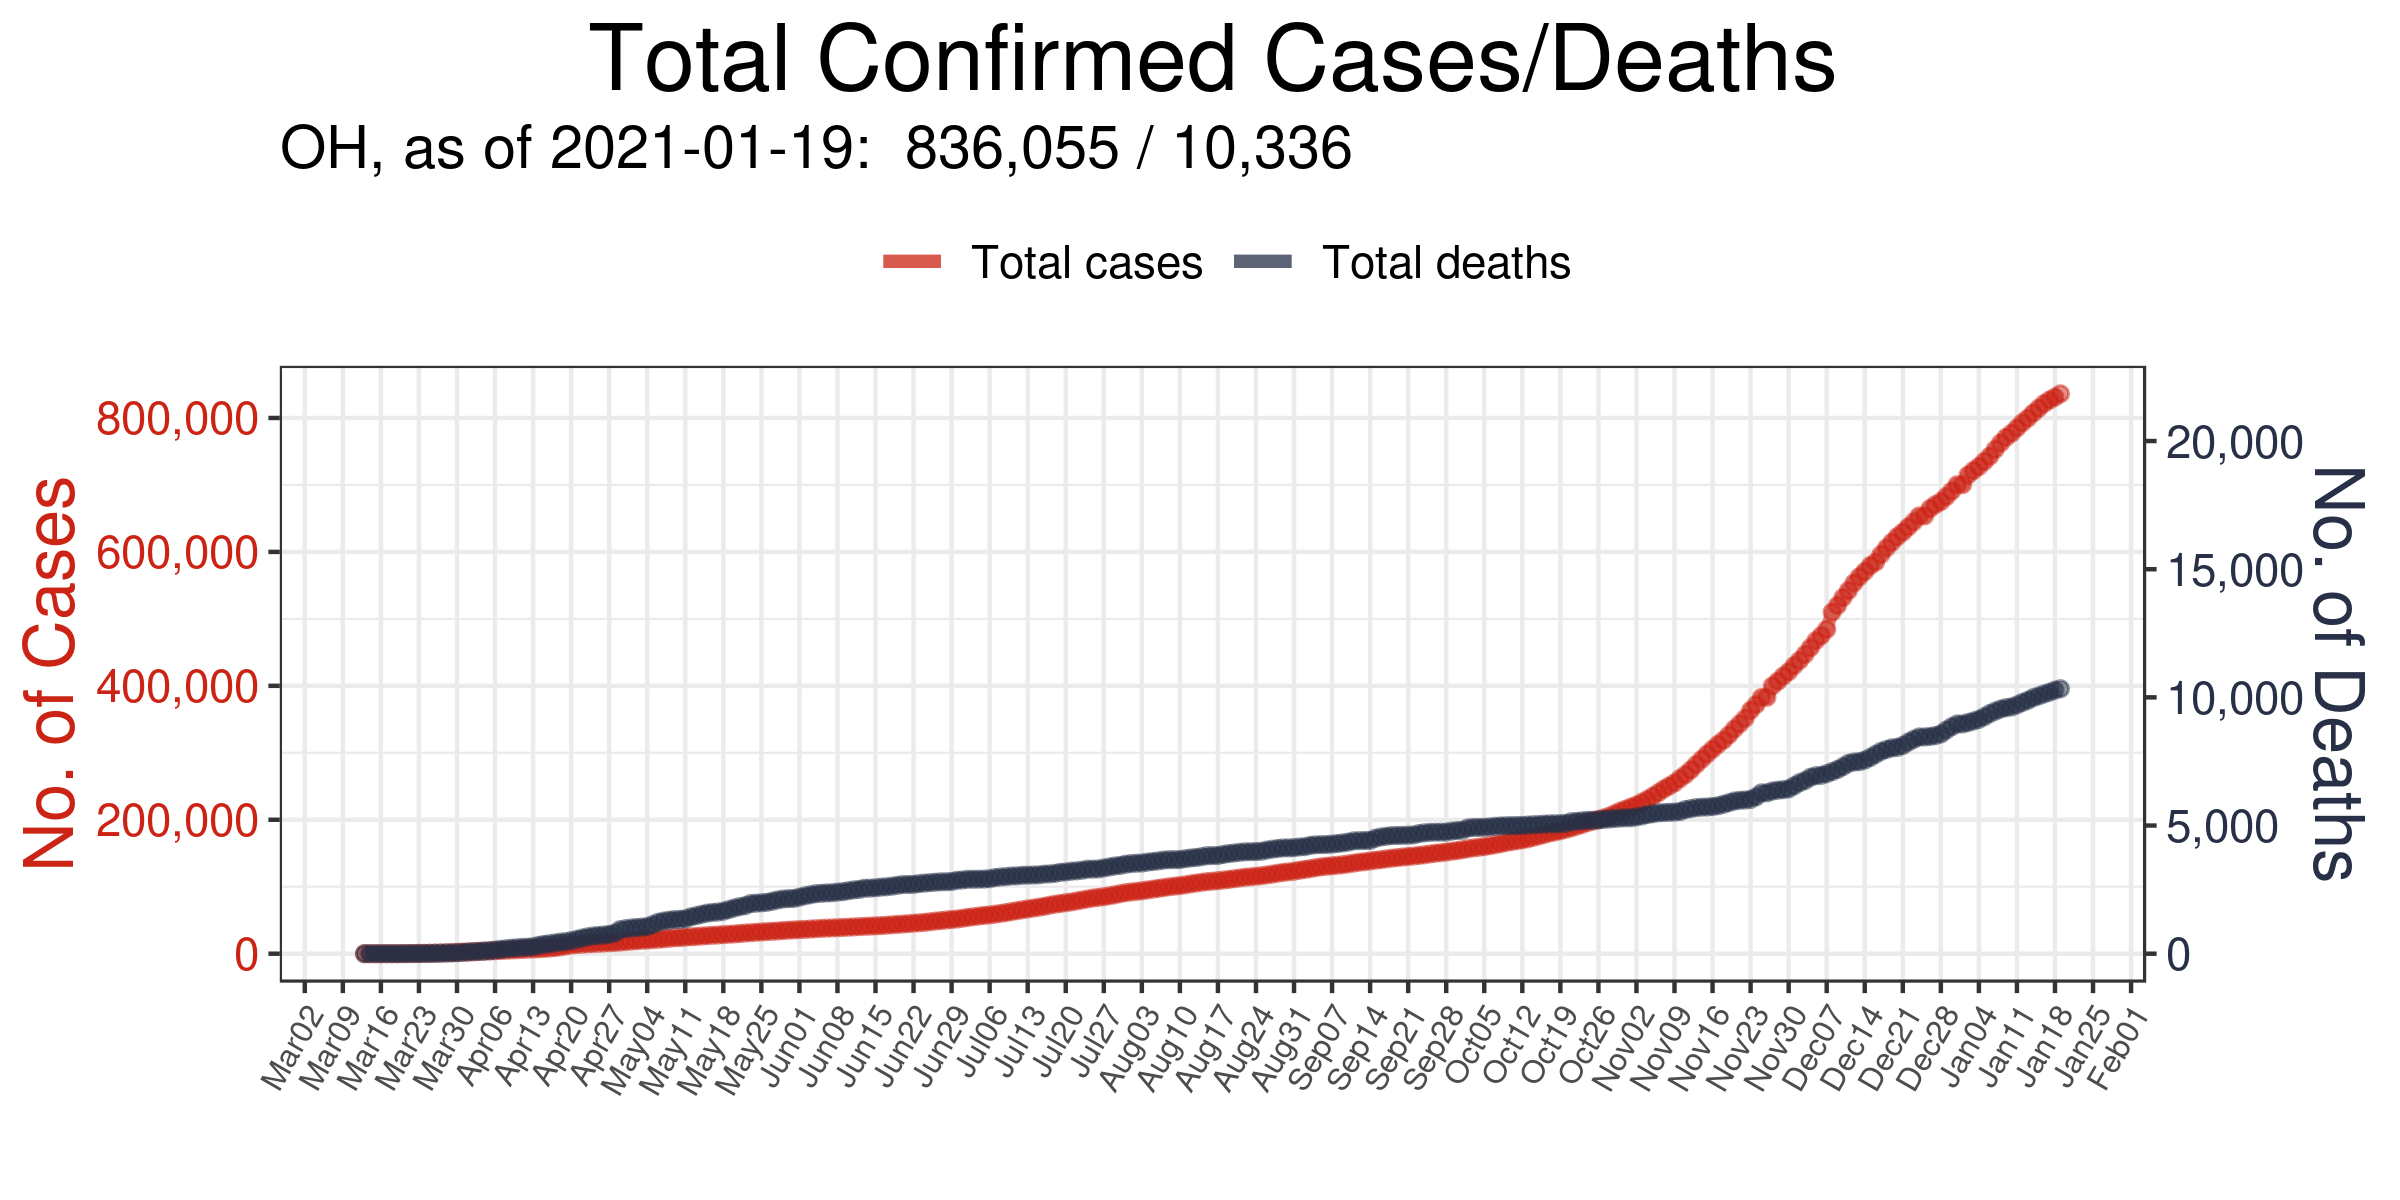 Total Confirmed Cases/Deaths
OH, as of 2021-01-19:  836,055 / 10,336
Total cases
Total deaths
No. of Cases
800,000
600,000
400,000
200,000
0
20,000
15,000
10,000
5,000
0
No. of Deaths
Mar02
Mar09
Mar16
Mar23
Mar30
Apr06
Apr13
Apr20
Apr27
May04
May11
May18
May25
Jun01
Jun08
Jun15
Jun22
Jun29
Jul06
Jul13
Jul20
Jul27
Aug03
Aug10
Aug17
Aug24
Aug31
Sep07
Sep14
Sep21
Sep28
Oct05
Oct12
Oct19
Oct26
Nov02
Nov09
Nov16
Nov23
Nov30
Dec07
Dec14
Dec21
Dec28
Jan04
Jan11
Jan18
Jan25
Feb01